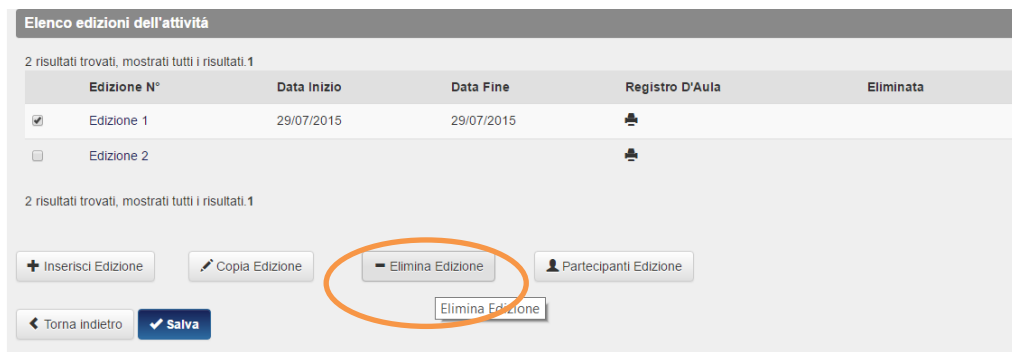 Elenco edizioni dell'attività
2 risultati trovati, mostrati tutti i risultati.1
Edizione N° Data Inizio Data Fine Registro D'Aula Eliminata
Edizione 1 29/07/2015 29/07/2015
Edizione 2
2 risultati trovati, mostrati tutti i risultati.1
Inserisci Edizione Copia Edizione Elimina Edizione Partecipanti Edizione
Elimina Edizione
Torna indietro Salva